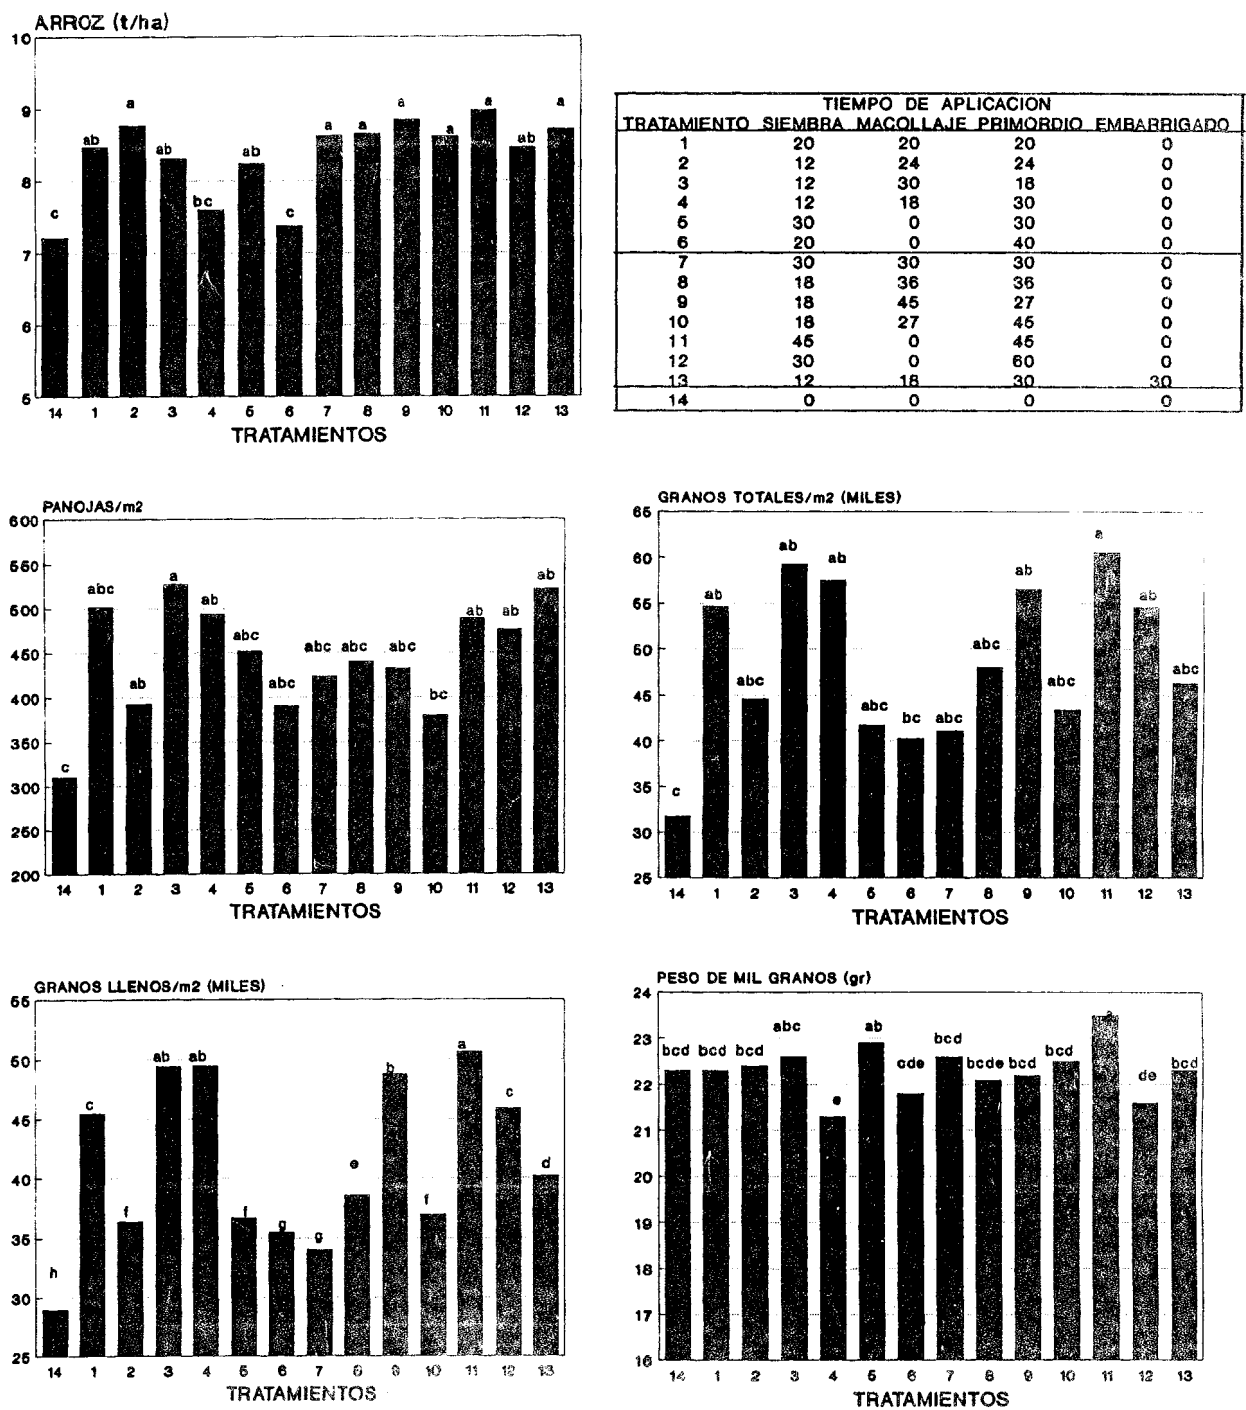 ARROZ (t/ha)
10
9
8
7
6
5
c
ab
a
ab
bc
ab
c
a
a
a
a
a
ab
a
14 1 2 3 4 5 6 7 8 9 10 11 12 13
TRATAMIENTOS
TIEMPO DE APLICACION
TRATAMIENTO SIEMBRA MACOLLAJE PRIMORDIO EMBARRIGADO
1 20 20 20 0
2 12 24 24 0
3 12 30 18 0
4 12 18 30 0
5 30 0 30 0
6 20 0 40 0
7 30 30 30 0
8 18 36 36 0
9 18 45 27 0
10 18 27 45 0
11 45 0 45 0
12 30 0 60 0
13 12 18 30 30
14 0 0 0 0
PANOJAS/m2
600
550
500
450
400
350
300
250
200
c
abc
ab
a
ab
abc
abc
abc
abc
abc
bc
ab
ab
ab
14 1 2 3 4 5 6 7 8 9 10 11 12 13
TRATAMIENTOS
GRANOS TOTALES/m2 (MILES)
65
60
55
50
45
40
35
30
25
c
ab
abc
ab
ab
abc
bc
abc
abc
ab
abc
a
ab
abc
14 1 2 3 4 5 6 7 8 9 10 11 12 13
TRATAMIENTOS
GRANOS LLENOS/m2 (MILES)
55
50
45
40
35
30
25
h
c
f
ab
ab
f
g
g
e
b
f
a
c
d
14 1 2 3 4 5 6 7 8 9 10 11 12 13
TRATAMIENTOS
PESO DE MIL GRANOS (gr)
24
23
22
21
20
19
18
17
16
bcd
bcd
bcd
abc
e
ab
cde
bcd
bcde
bcd
bcd
a
de
bcd
14 1 2 3 4 5 6 7 8 9 10 11 12 13
TRATAMIENTOS